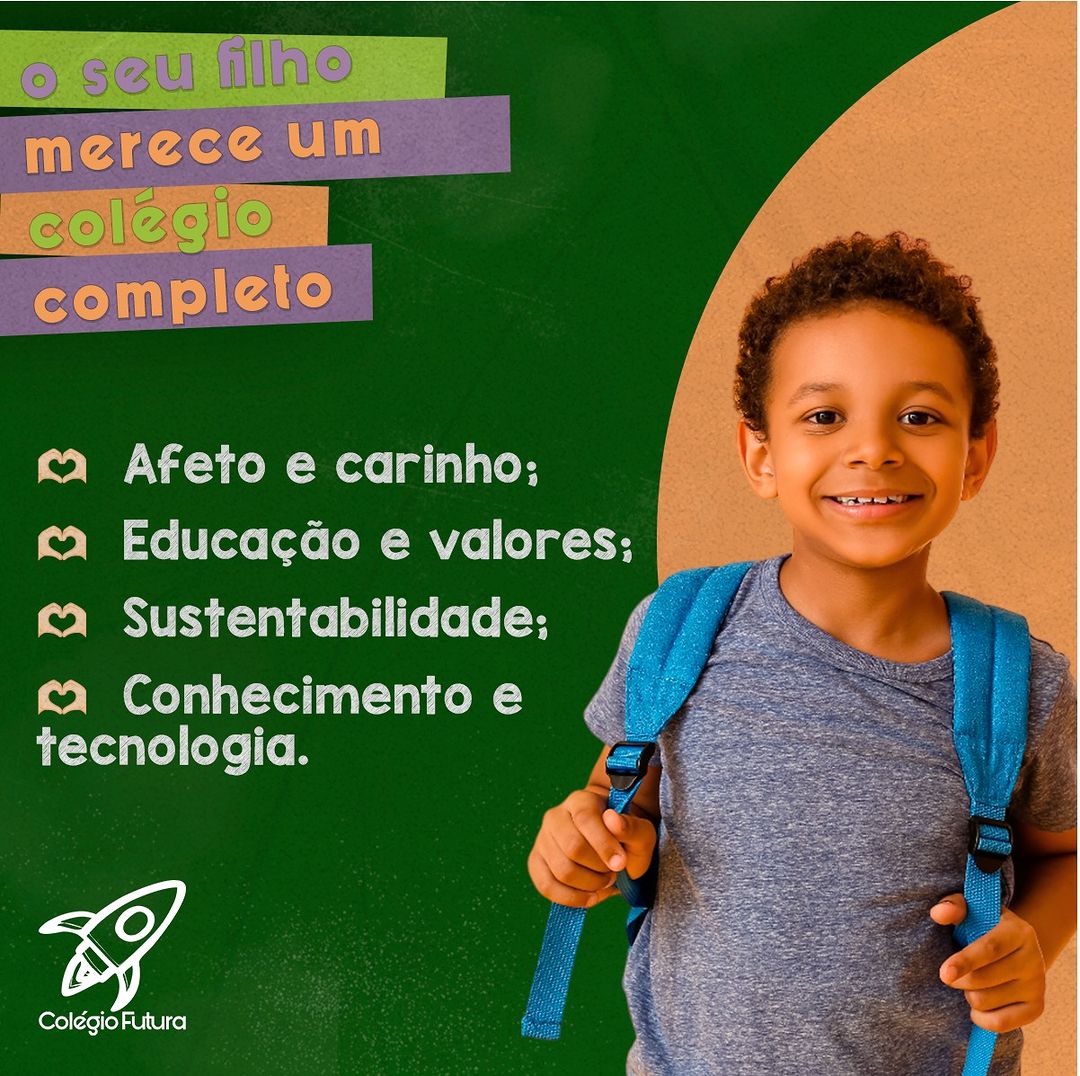 o seu filho
merece um
colégio
completo
Afeto e carinho;
Educação e valores;
Sustentabilidade;
Conhecimento e
tecnologia.
Colégio Futura